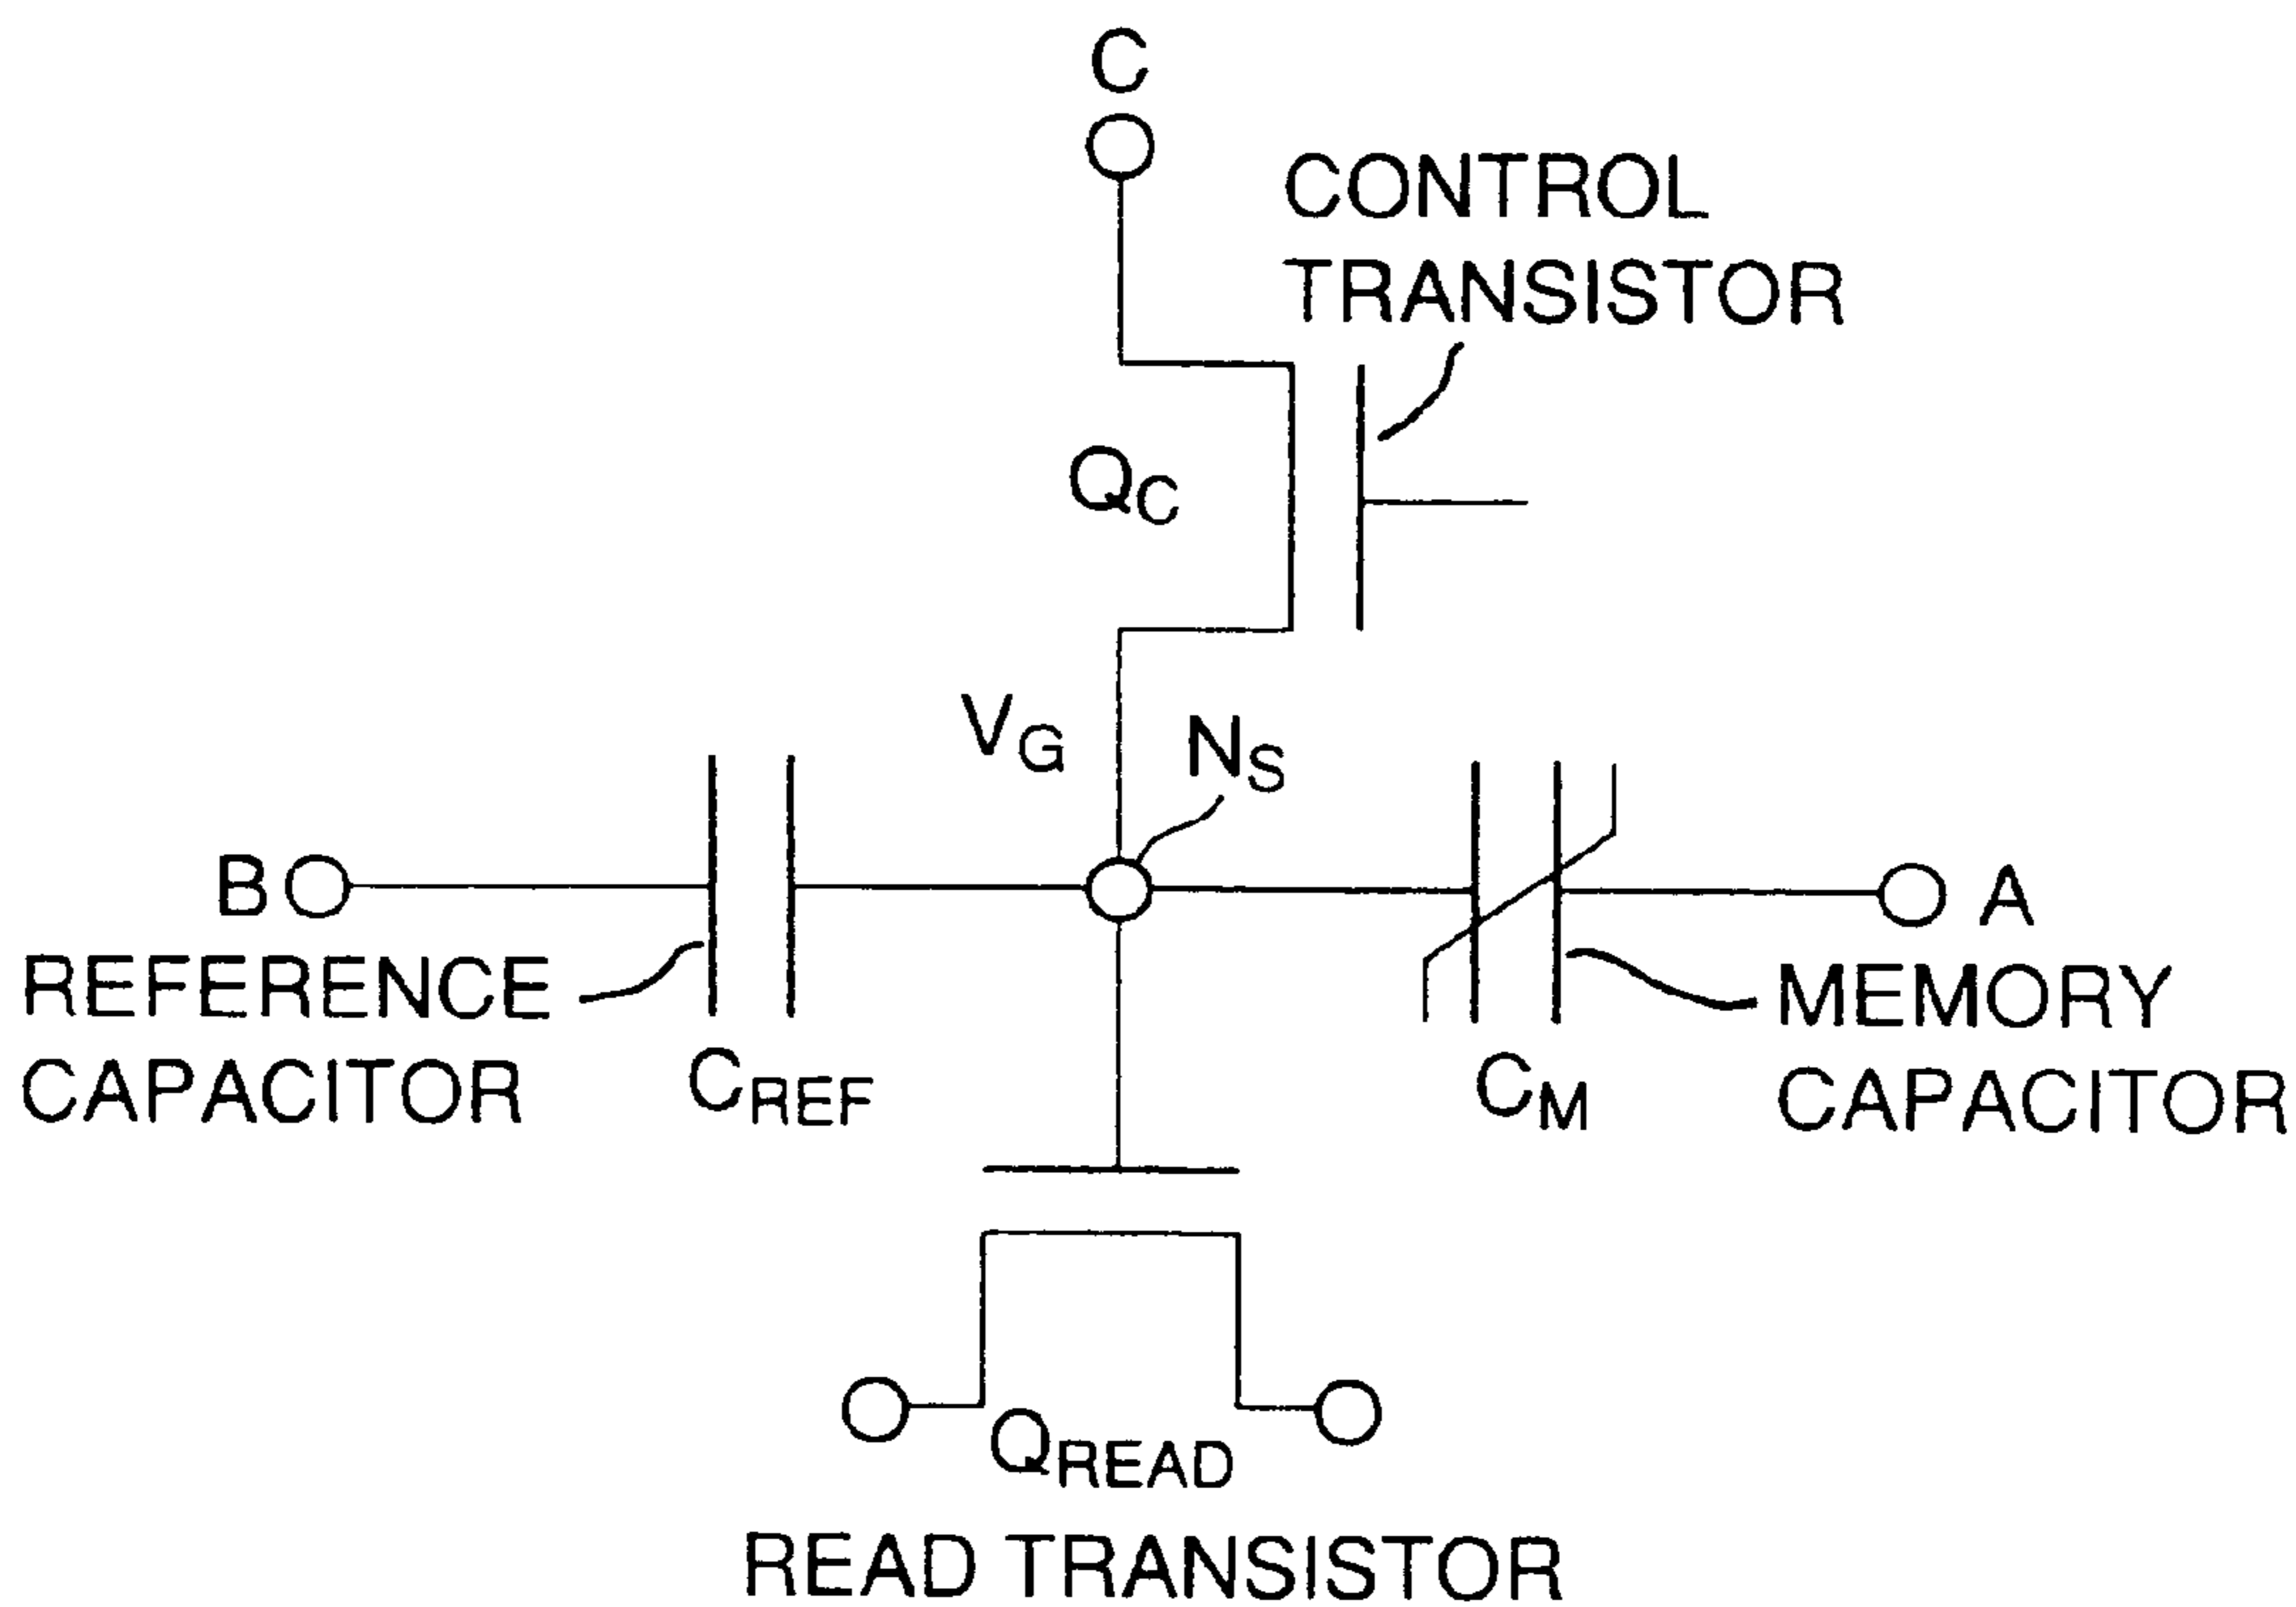 C
CONTROL
TRANSISTOR
QC
VG
NS
B
A
REFERENCE
CAPACITOR
CREF
CM
MEMORY
CAPACITOR
QREAD
READ TRANSISTOR